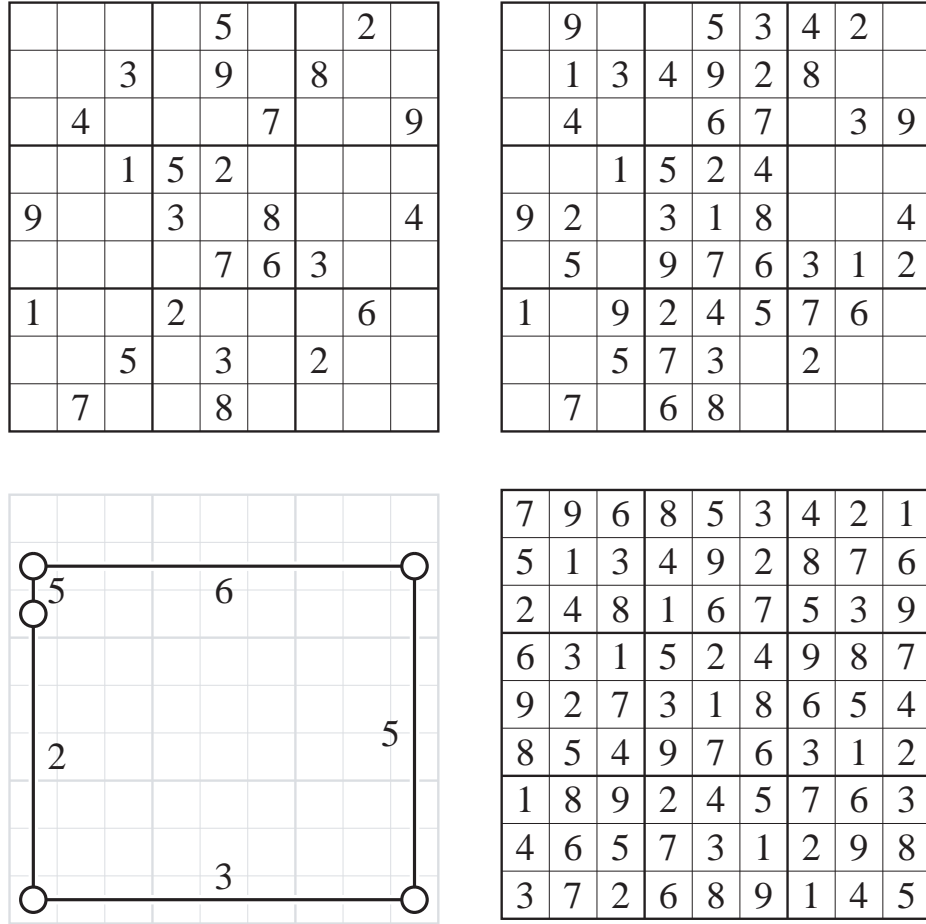 5 2
3 9 8
4 7 9
1 5 2
9 3 8 4
7 6 3
1 2 6
5 3 2
7 8
9 5 3 4 2
1 3 4 9 2 8
4 6 7 3 9
1 5 2 4
9 2 3 1 8 4
5 9 7 6 3 1 2
1 9 2 4 5 7 6
5 7 3 2
7 6 8
5 6
5
2
3
7 9 6 8 5 3 4 2 1
5 1 3 4 9 2 8 7 6
2 4 8 1 6 7 5 3 9
6 3 1 5 2 4 9 8 7
9 2 7 3 1 8 6 5 4
8 5 4 9 7 6 3 1 2
1 8 9 2 4 5 7 6 3
4 6 5 7 3 1 2 9 8
3 7 2 6 8 9 1 4 5